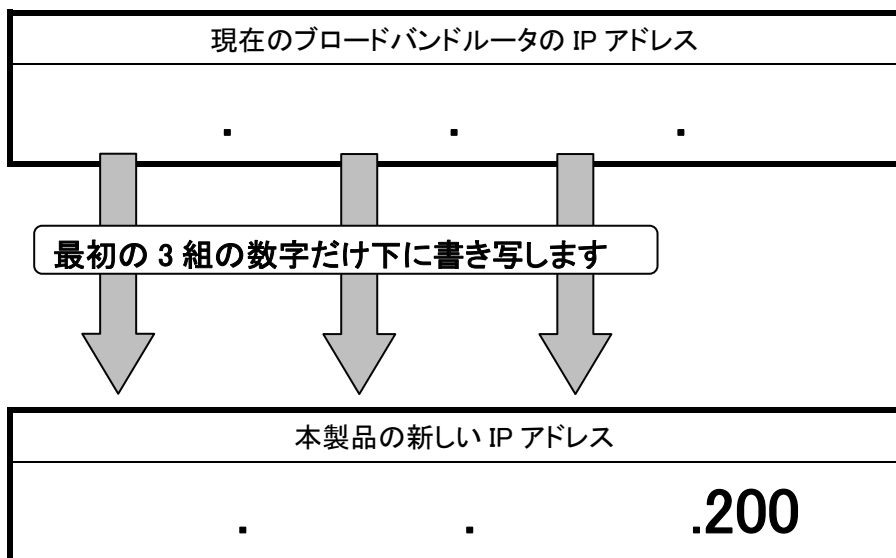 現在のブロードバンドルータの IP アドレス
. . .
最初の 3 組の数字だけ下に書き写します
本製品の新しい IP アドレス
. . .200